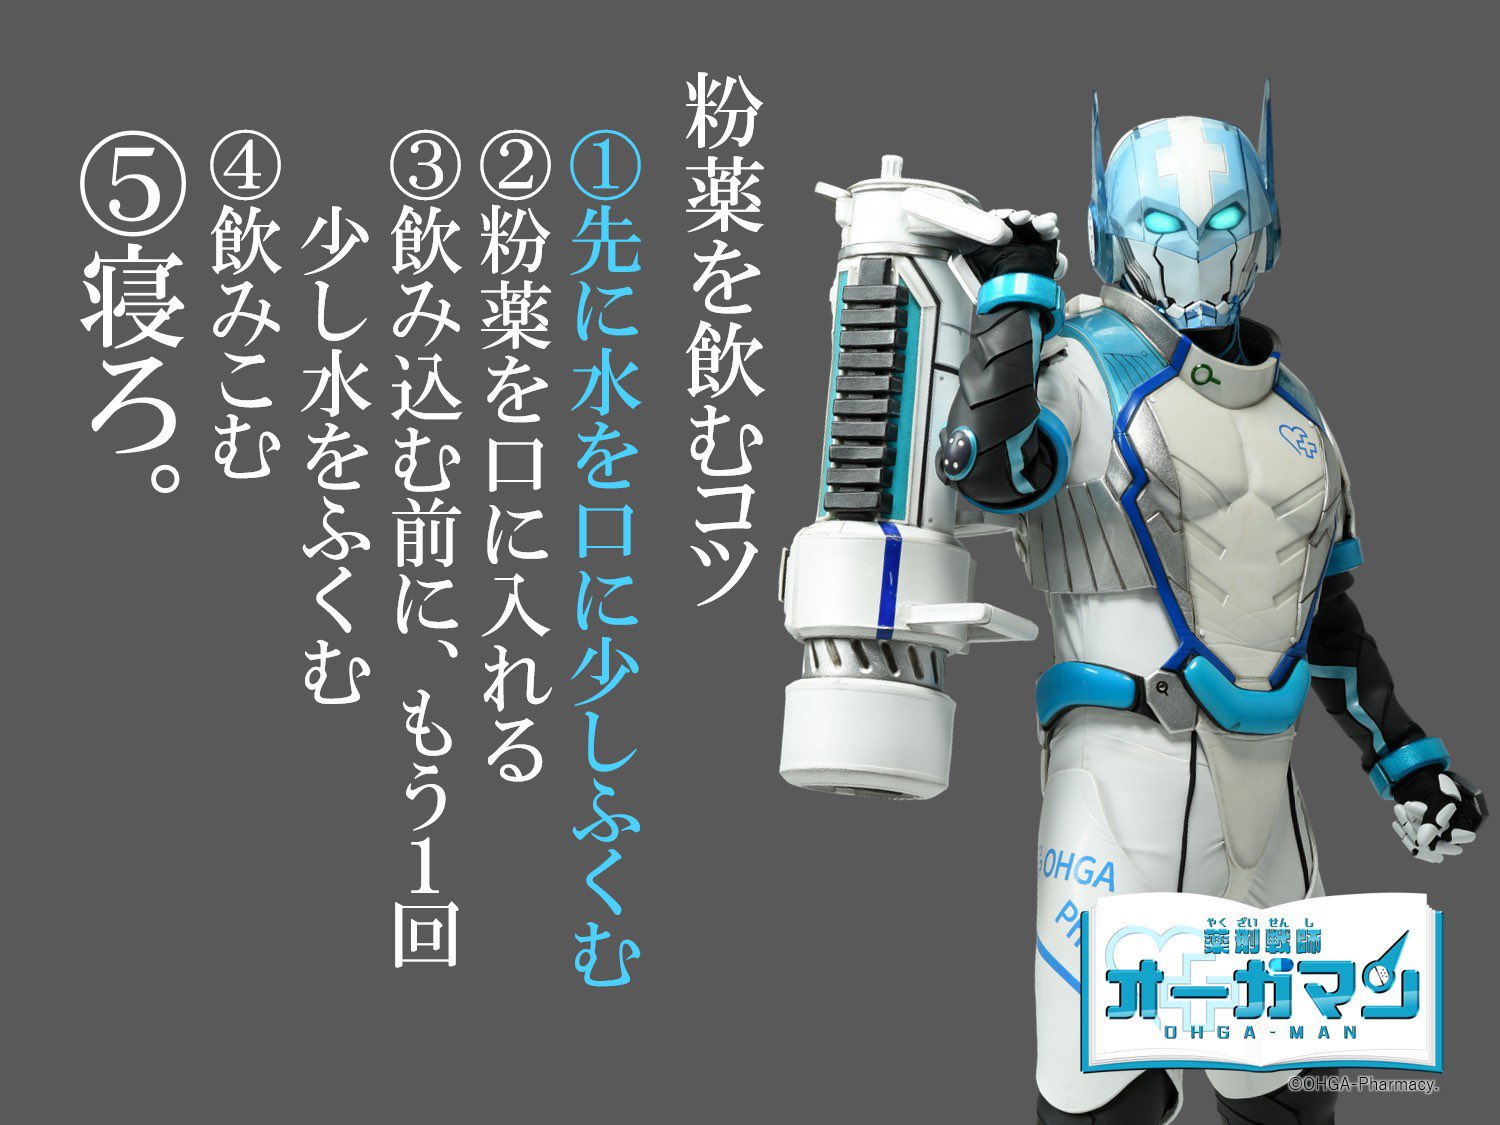 粉薬を飲むコツ
①先に水を口に少しふくむ
②粉薬を口に入れる
③飲み込む前に、もう1回
少し水をふくむ
④飲みこむ
⑤寝ろ。
OHGA
やくざいせんし
薬剤戦師
オーガマン
OHGA-MAN
©OHGA-Pharmacy.